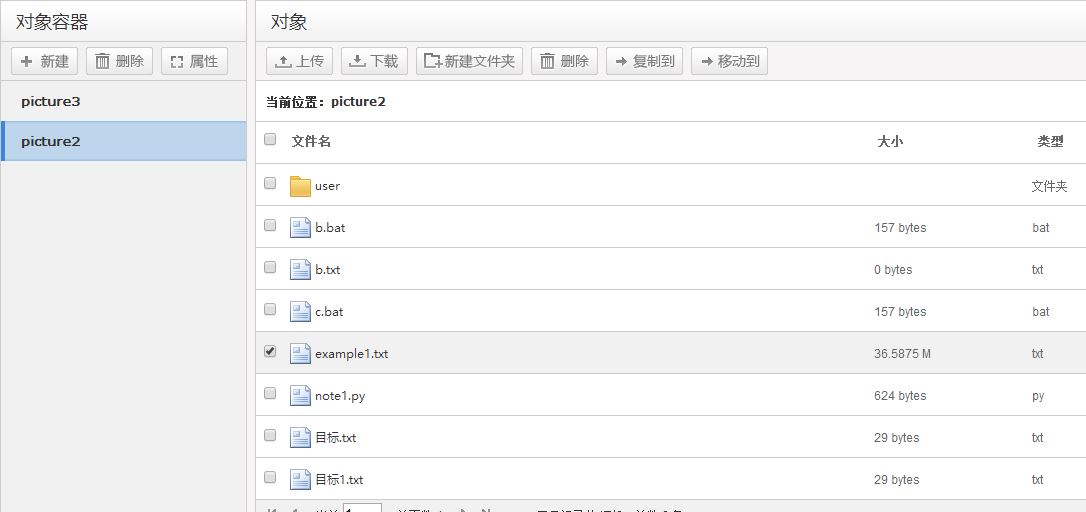 对象容器
新建 删除 属性
picture3
picture2
对象
上传 下载 新建文件夹 删除 复制到 移动到
当前位置：picture2
文件名 大小 类型
user 文件夹
b.bat 157 bytes bat
b.txt 0 bytes txt
c.bat 157 bytes bat
example1.txt 36.5875 M txt
note1.py 624 bytes py
目标.txt 29 bytes txt
目标1.txt 29 bytes txt